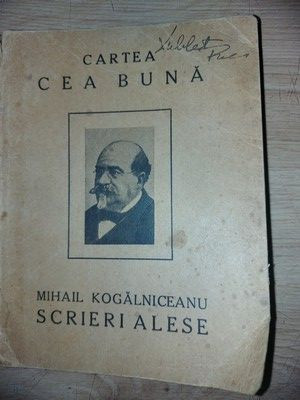 CARTEA
CEA BUNĂ
MIHAIL KOGĂLNICEANU
SCRIERI ALESE